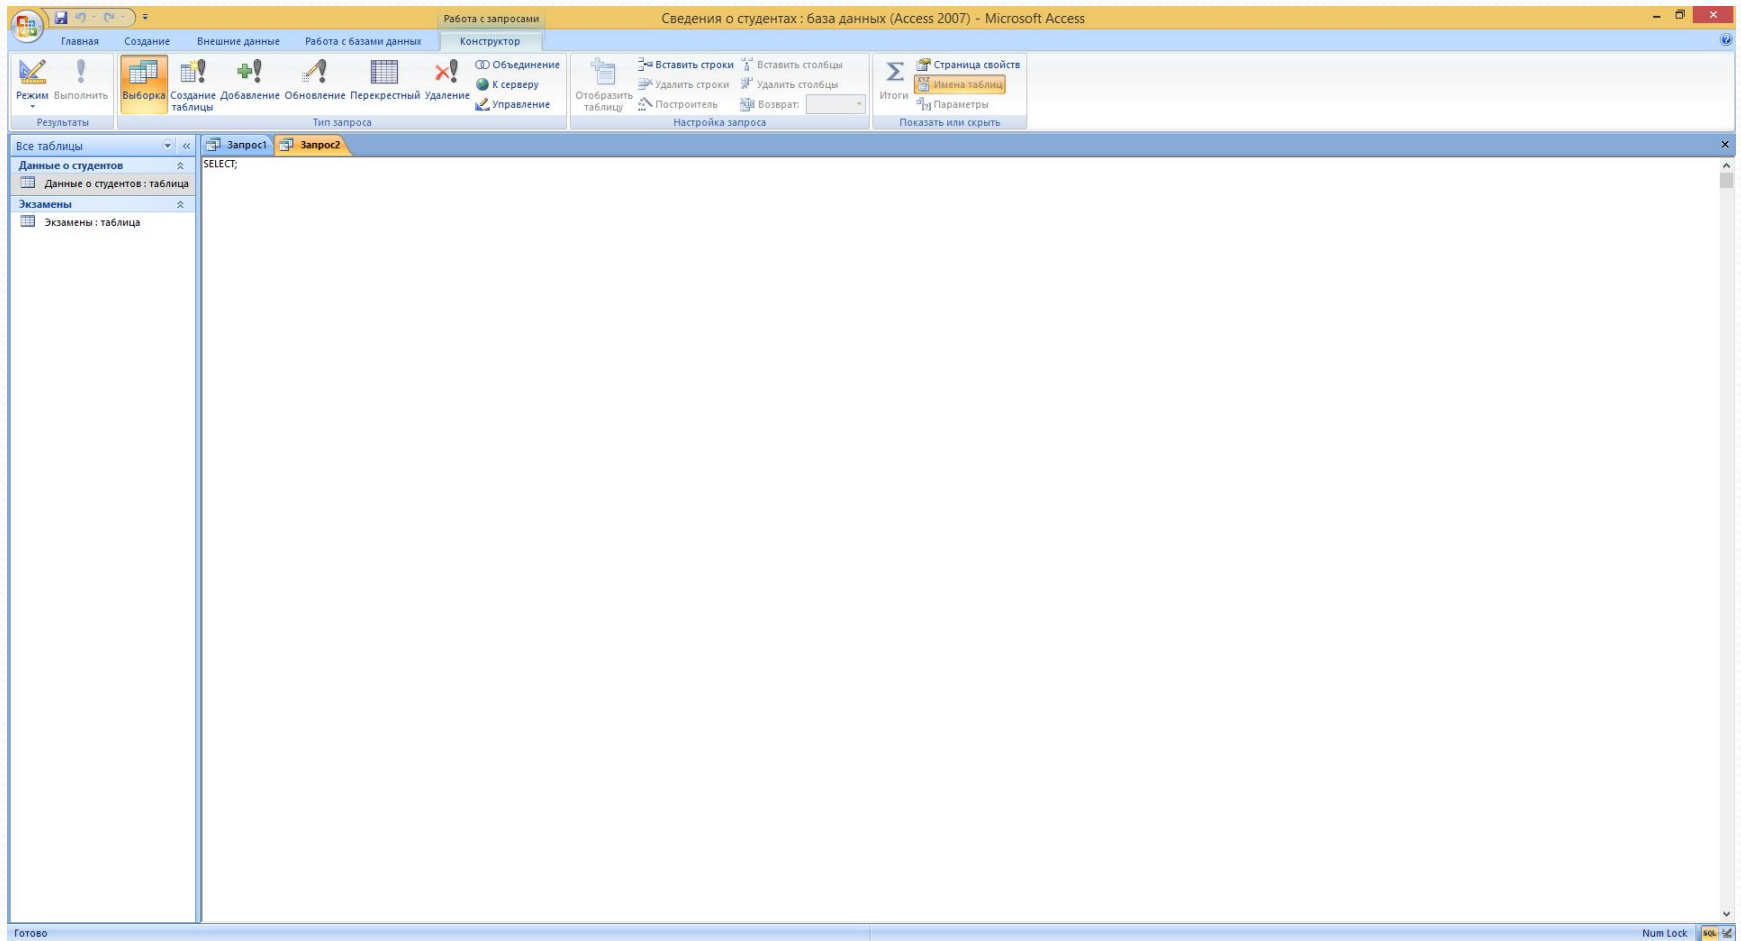 Работа с запросами
Сведения о студентах : база данных (Access 2007) - Microsoft Access
Главная Создание Внешние данные Работа с базами данных Конструктор
Режим
Выполнить
Результаты
Выборка
Создание таблицы
Добавление
Обновление
Перекрестный
Удаление
Объединение
К серверу
Управление
Тип запроса
Отобразить таблицу
Вставить строки
Удалить строки
Построитель
Вставить столбцы
Удалить столбцы
Возврат:
Настройка запроса
Итоги
Страница свойств
XYZ Имена таблиц
Параметры
Показать или скрыть
Все таблицы
Данные о студентов
Данные о студентов : таблица
Экзамены
Экзамены : таблица
Запрос1 Запрос2
SELECT;
Готово
Num Lock SQL